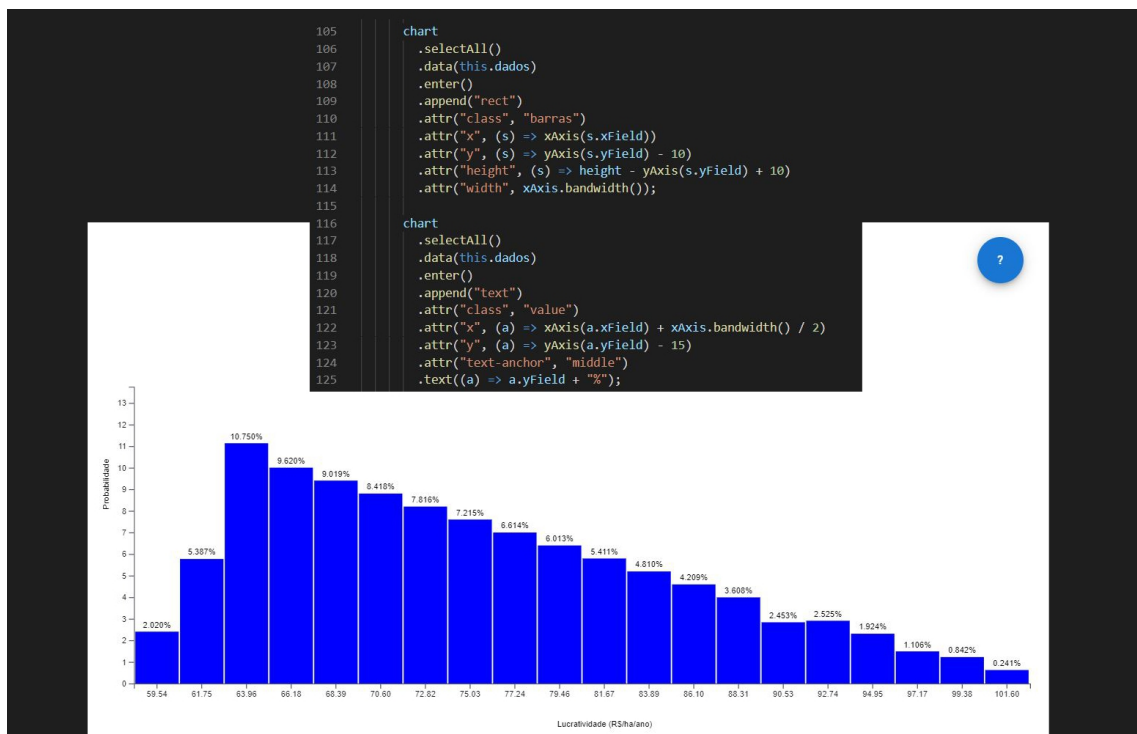 105 chart
106 .selectAll()
107 .data(this.dados)
108 .enter()
109 .append("rect")
110 .attr("class", "barras")
111 .attr("x", (s) => xAxis(s.xField))
112 .attr("y", (s) => yAxis(s.yField) - 10)
113 .attr("height", (s) => height - yAxis(s.yField) + 10)
114 .attr("width", xAxis.bandwidth());
115
116 chart
117 .selectAll()
118 .data(this.dados)
119 .enter()
120 .append("text")
121 .attr("class", "value")
122 .attr("x", (a) => xAxis(a.xField) + xAxis.bandwidth() / 2)
123 .attr("y", (a) => yAxis(a.yField) - 15)
124 .attr("text-anchor", "middle")
125 .text((a) => a.yField + "%");
?
13
12
11
10
9
8
7
6
5
4
3
2
1
0
Probabilidade
2.020%
5.387%
10.750%
9.620%
9.019%
8.418%
7.816%
7.215%
6.614%
6.013%
5.411%
4.810%
4.209%
3.608%
2.453%
2.525%
1.924%
1.106%
0.842%
0.241%
59.54 61.75 63.96 66.18 68.39 70.60 72.82 75.03 77.24 79.46 81.67 83.89 86.10 88.31 90.53 92.74 94.95 97.17 99.38 101.60
Lucratividade (R$/ha/ano)